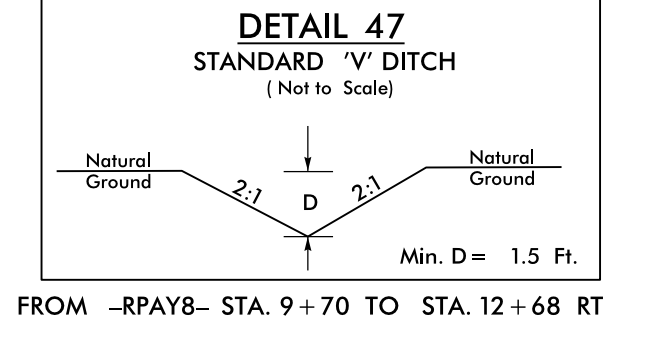 DETAIL 47
STANDARD 'V' DITCH
( Not to Scale)
Natural
Ground
2:1
D
2:1
Natural
Ground
Min. D = 1.5 Ft.
FROM -RPAY8- STA. 9+70 TO STA. 12+68 RT